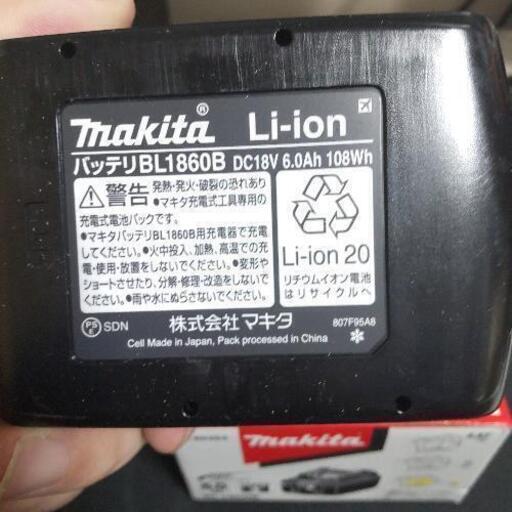 makita® Li-ion
バッテリBL1860B DC18V 6.0Ah 108Wh
警告 発熱・発火・破裂の恐れあり
●マキタ充電式工具専用の
充電式電池パックです。
●マキタバッテリBL1860B用充電器で充電
してください。●火中投入、加熱、高温での充
電・使用・放置をしないでください。●変形や
ショートさせたり、分解・修理・改造をしないで
ください。●雨や水にぬらさないでください。
Li-ion 20
リチウムイオン電池
はリサイクルへ
PSE SDN 株式会社マキタ 807F95A8
Cell Made in Japan, Pack processed in China
makita